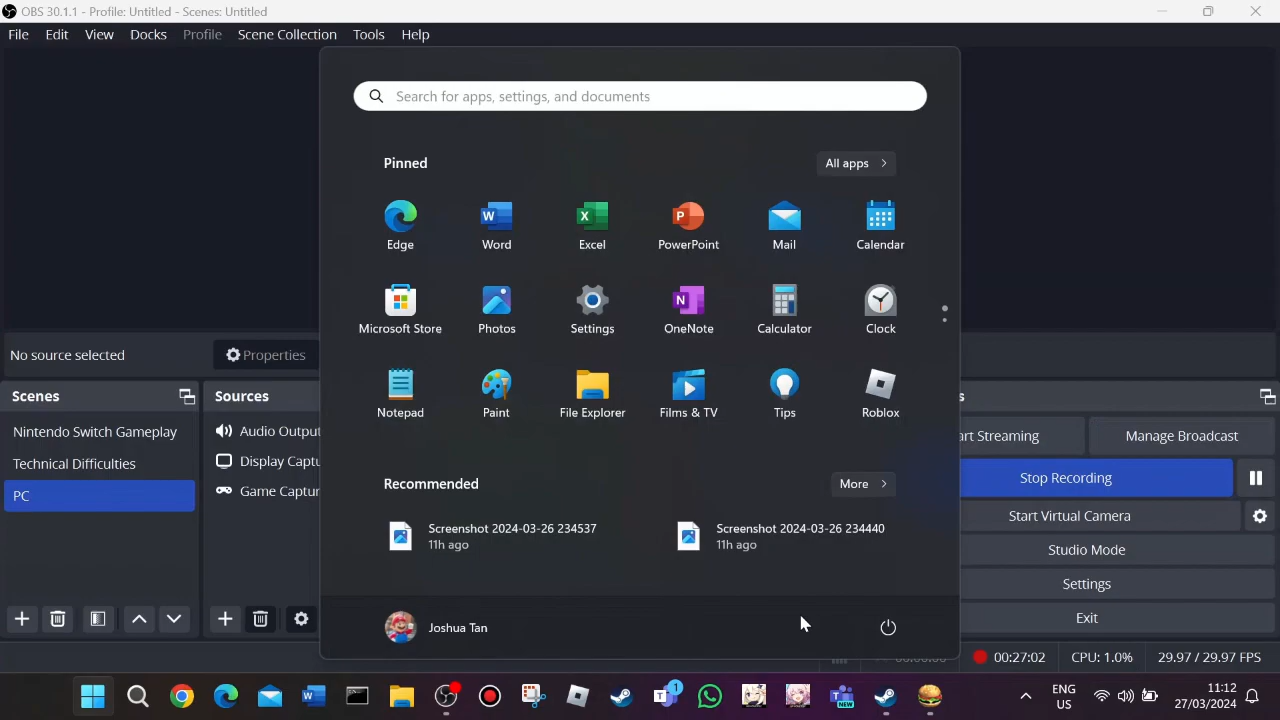 OBS 30.1.1 - Profile: Untitled - Scenes: Untitled
File Edit View Docks Profile Scene Collection Tools Help
Search for apps, settings, and documents
Pinned
All apps
Edge Word Excel PowerPoint Mail Calendar
Microsoft Store Photos Settings OneNote Calculator Clock
Notepad Paint File Explorer Films & TV Tips Roblox
Recommended
More
Screenshot 2024-03-26 234537
11h ago
Screenshot 2024-03-26 234440
11h ago
Joshua Tan
No source selected
Properties
Scenes
Nintendo Switch Gameplay
Technical Difficulties
PC
Sources
Audio Output
Display Captu
Game Captur
art Streaming
Manage Broadcast
Stop Recording
Start Virtual Camera
Studio Mode
Settings
Exit
00:27:02
CPU: 1.0%
29.97 / 29.97 FPS
ENG
US
11:12
27/03/2024